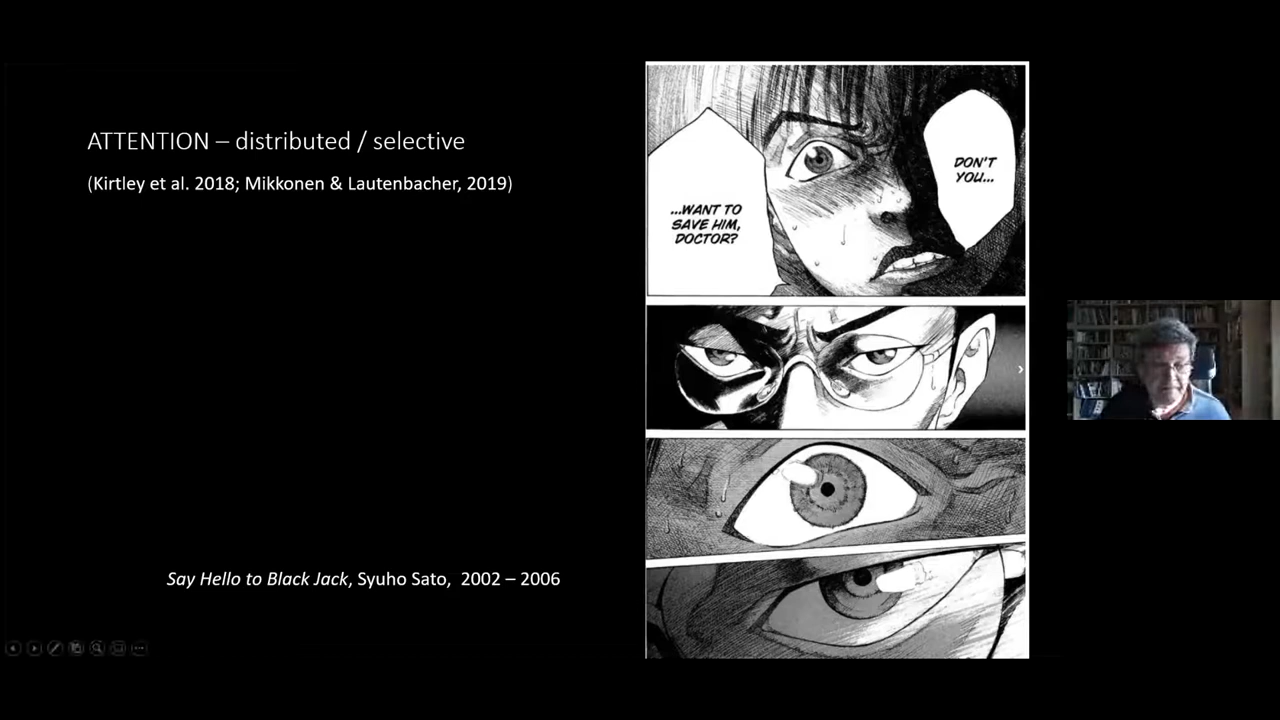 ATTENTION – distributed / selective
(Kirtley et al. 2018; Mikkonen & Lautenbacher, 2019)
DON'T
YOU...
...WANT TO
SAVE HIM,
DOCTOR?
Say Hello to Black Jack, Syuho Sato, 2002 – 2006